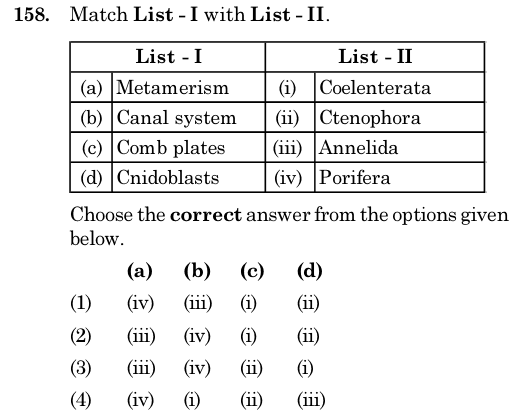 158. Match List - I with List - II.
List - I List - II
(a) Metamerism (i) Coelenterata
(b) Canal system (ii) Ctenophora
(c) Comb plates (iii) Annelida
(d) Cnidoblasts (iv) Porifera
Choose the correct answer from the options given
below.
(a) (b) (c) (d)
(1) (iv) (iii) (i) (ii)
(2) (iii) (iv) (i) (ii)
(3) (iii) (iv) (ii) (i)
(4) (iv) (i) (ii) (iii)